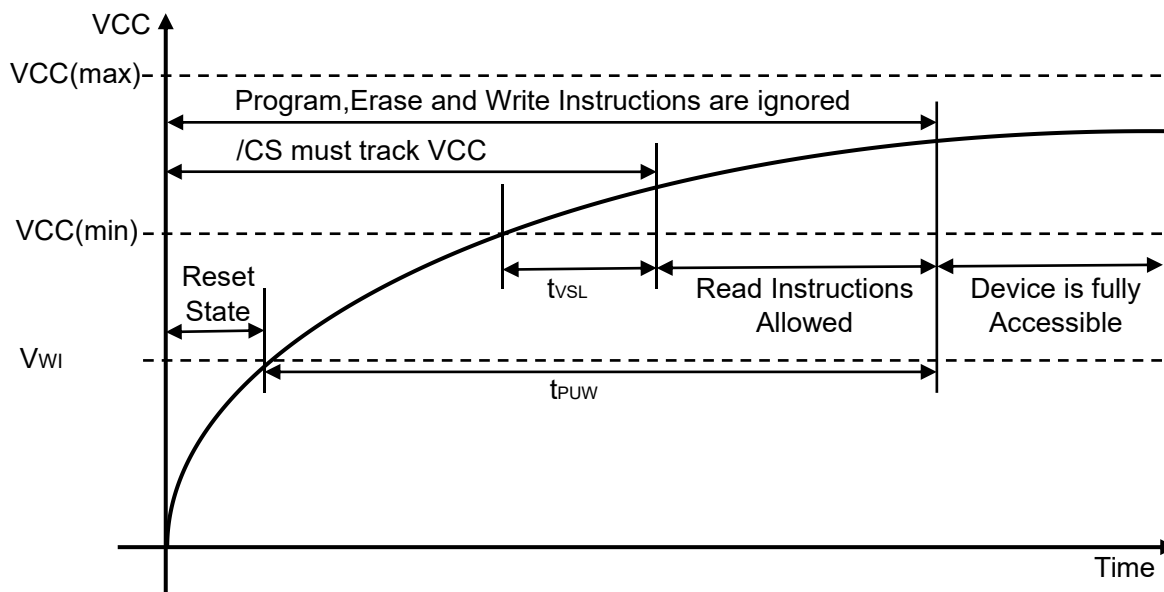 VCC
VCC(max)
Program,Erase and Write Instructions are ignored
/CS must track VCC
VCC(min)
Reset
State
tVSL
Read Instructions
Allowed
Device is fully
Accessible
VWI
tPUW
Time